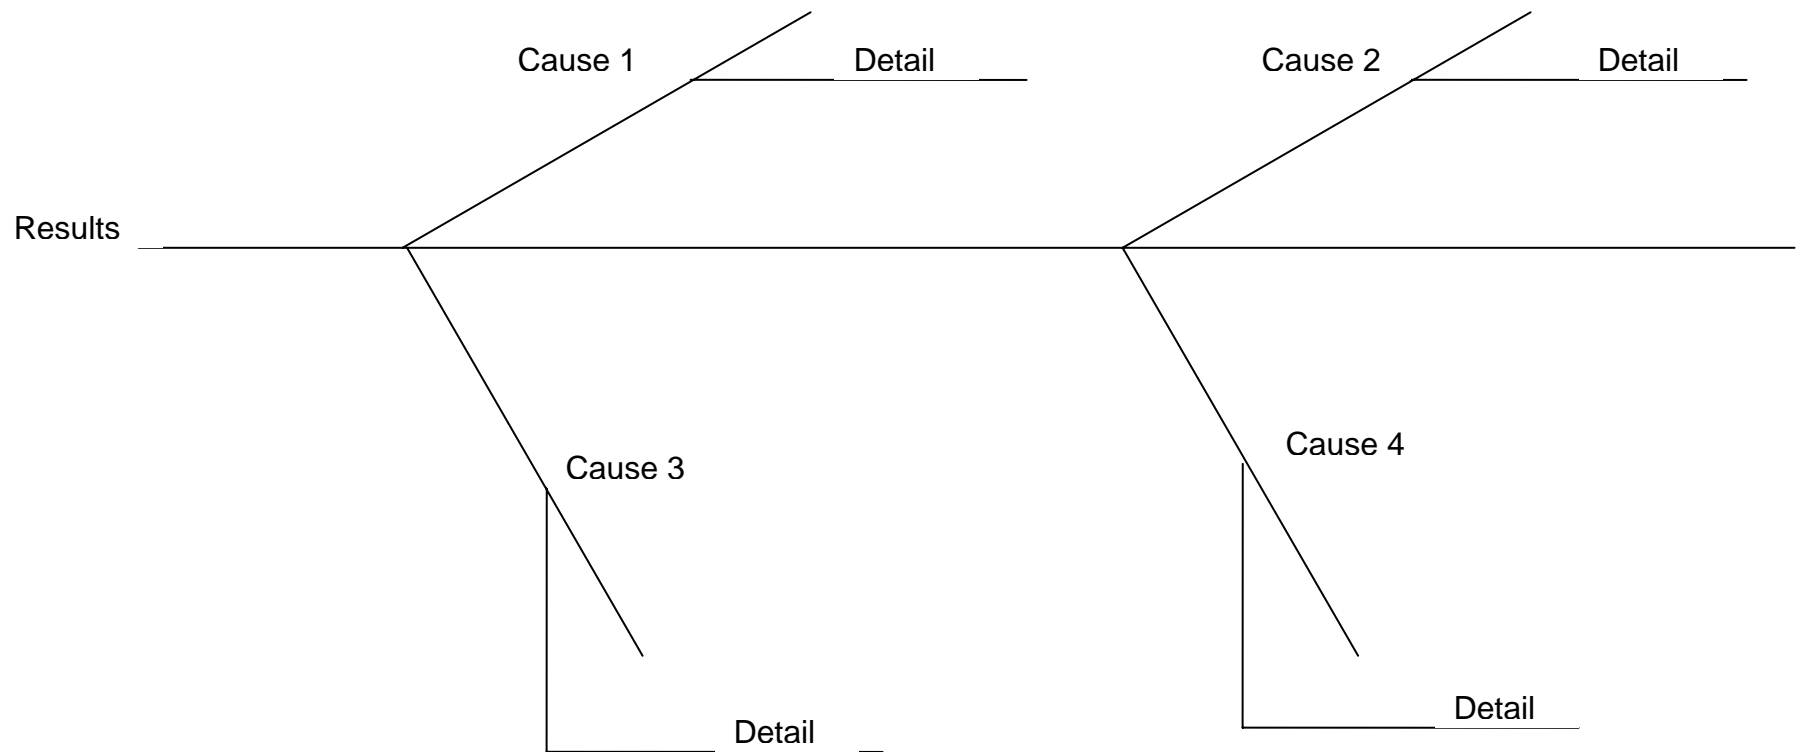 Cause 1
Detail
Cause 2
Detail
Results
Cause 3
Cause 4
Detail
Detail